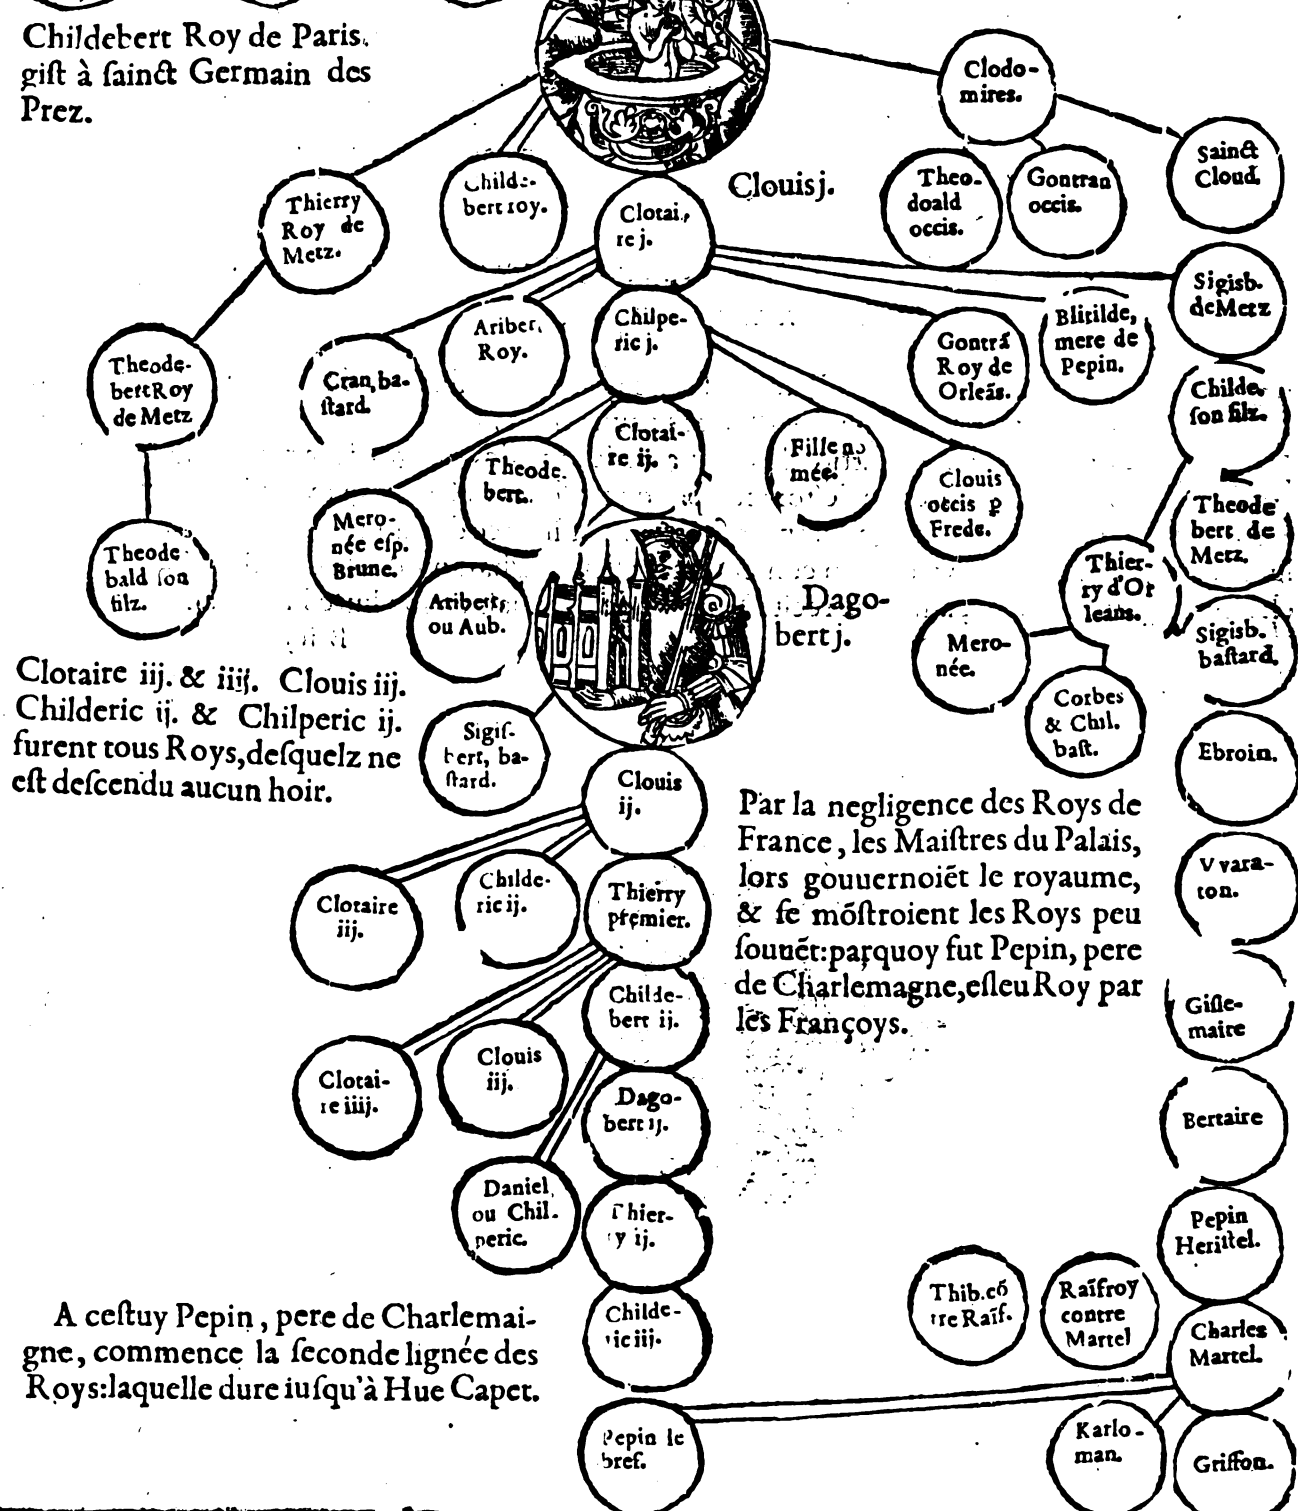 Childebert Roy de Paris.
gist à sainct Germain des
Prez.
Clodo-
mires.
Sainct
Cloud.
Thierry
Roy de
Metz.
Childe-
bert roy.
Clotai-
re j.
Clouis j.
Theo-
doald
occis.
Gontran
occis.
Sigisb.
de Metz
Theode-
bert Roy
de Metz
Cran, ba-
stard.
Ariber,
Roy.
Chilpe-
ric j.
Gontrã
Roy de
Orleãs.
Blitilde,
mere de
Pepin.
Childe,
son filz.
Theode
bald son
filz.
Mero-
née esp.
Brune.
Theode-
bert.
Clotai-
re ij.
Fille no
mée.
Clouis
occis p
Frede.
Theode
bert de
Metz.
Aribert,
ou Aub.
Dago-
bert j.
Thier-
ry d'Or
leans.
Mero-
née.
Sigisb.
bastard.
Corbes
& Chil.
bast.
Clotaire iij. & iiij. Clouis iij.
Childeric ij. & Chilperic ij.
furent tous Roys, desquelz ne
est descendu aucun hoir.
Sigis-
bert, ba-
stard.
Clouis
ij.
Ebroin.
Par la negligence des Roys de
France, les Maistres du Palais,
lors gouuernoiẽt le royaume,
& se mõstroient les Roys peu
souuẽt: parquoy fut Pepin, pere
de Charlemagne, esleu Roy par
les Françoys.
Clotaire
iij.
Childe-
ric ij.
Thierry
premier.
Vvara-
ton.
Childe-
bert ij.
Gisle-
maire
Clotai-
re iiij.
Clouis
iij.
Dago-
bert ij.
Bertaire
Daniel
ou Chil-
peric.
Thier-
ry ij.
Pepin
Heristel.
Thib. cõ
tre Raĩf.
Raĩfroy
contre
Martel
Charles
Martel.
Childe-
ric iij.
A cestuy Pepin, pere de Charlemai-
gne, commence la seconde lignée des
Roys: laquelle dure iusqu'à Hue Capet.
Pepin le
bref.
Karlo-
man.
Griffon.